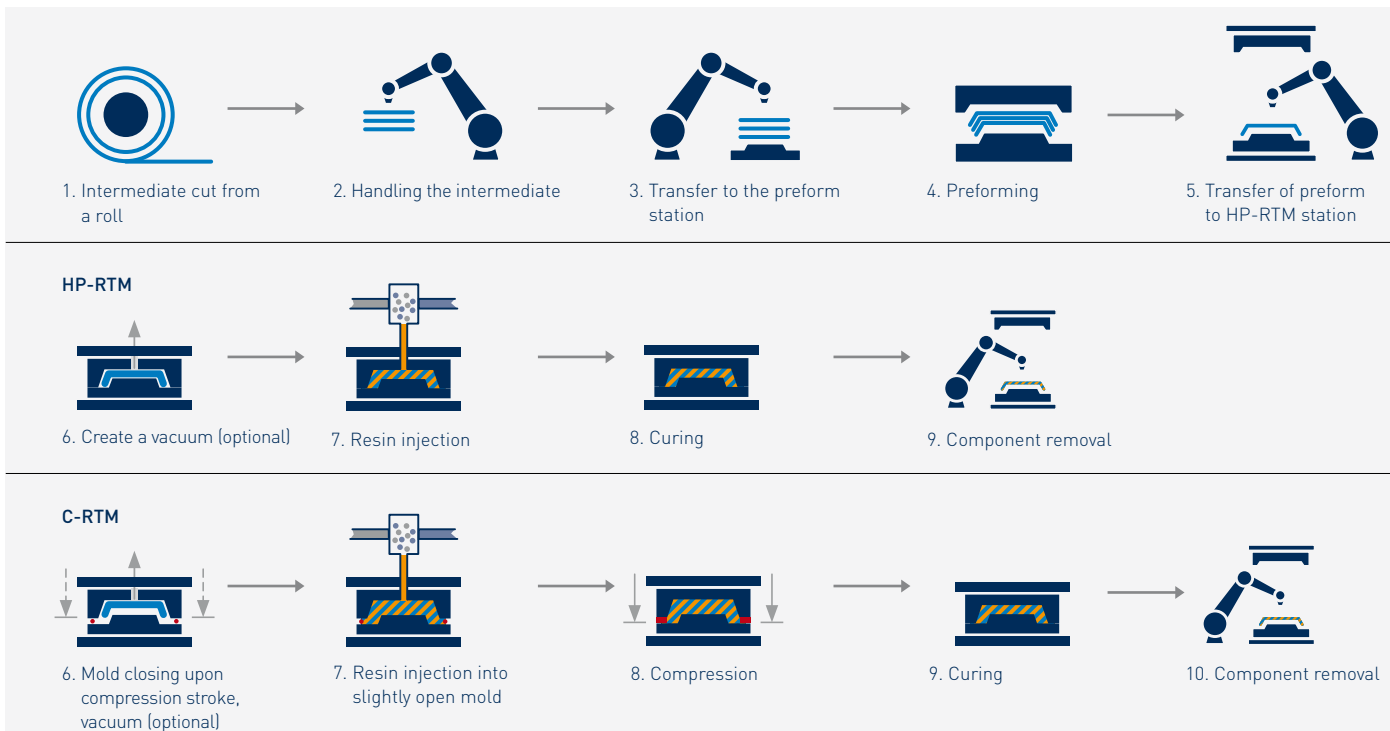 1. Intermediate cut from
a roll
2. Handling the intermediate
3. Transfer to the preform
station
4. Preforming
5. Transfer of preform
to HP-RTM station
HP-RTM
6. Create a vacuum (optional)
7. Resin injection
8. Curing
9. Component removal
C-RTM
6. Mold closing upon
compression stroke,
vacuum (optional)
7. Resin injection into
slightly open mold
8. Compression
9. Curing
10. Component removal